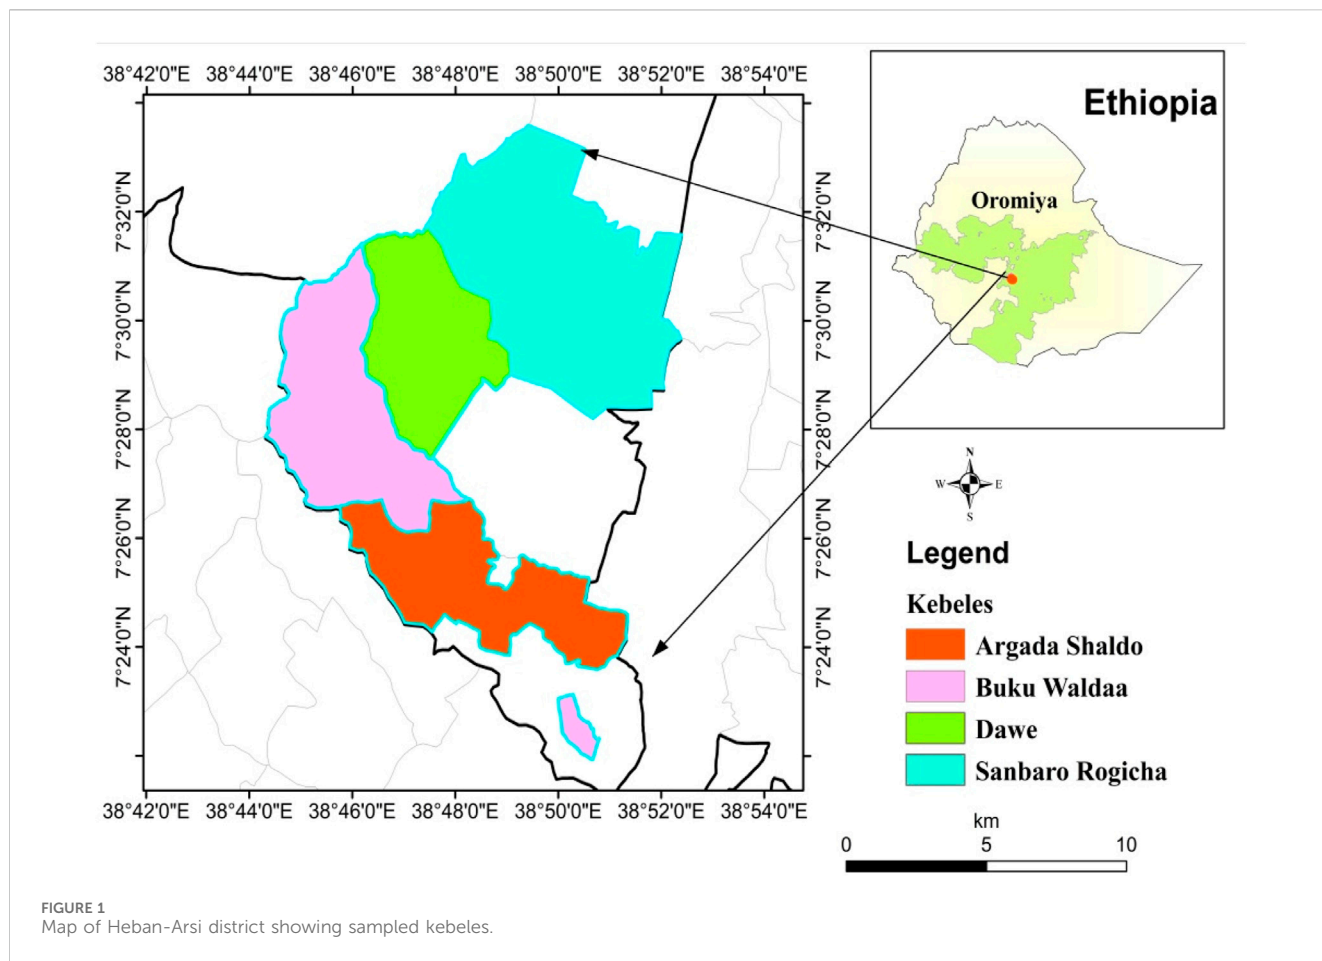 38°42'0"E 38°44'0"E 38°46'0"E 38°48'0"E 38°50'0"E 38°52'0"E 38°54'0"E
7°32'0"N
7°30'0"N
7°28'0"N
7°26'0"N
7°24'0"N
7°32'0"N
7°30'0"N
7°28'0"N
7°26'0"N
7°24'0"N
38°42'0"E 38°44'0"E 38°46'0"E 38°48'0"E 38°50'0"E 38°52'0"E 38°54'0"E
Ethiopia
Oromiya
N
W E
S
Legend
Kebeles
Argada Shaldo
Buku Waldaa
Dawe
Sanbaro Rogicha
km
0 5 10
FIGURE 1
Map of Heban-Arsi district showing sampled kebeles.